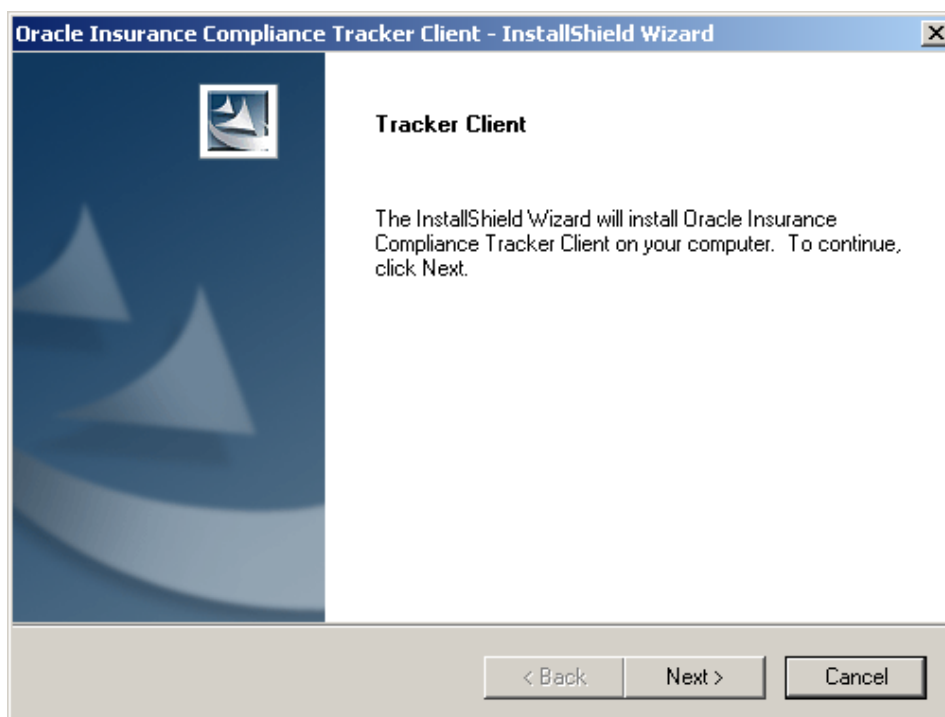 Oracle Insurance Compliance Tracker Client - InstallShield Wizard
Tracker Client
The InstallShield Wizard will install Oracle Insurance
Compliance Tracker Client on your computer.  To continue,
click Next.
< Back
Next >
Cancel